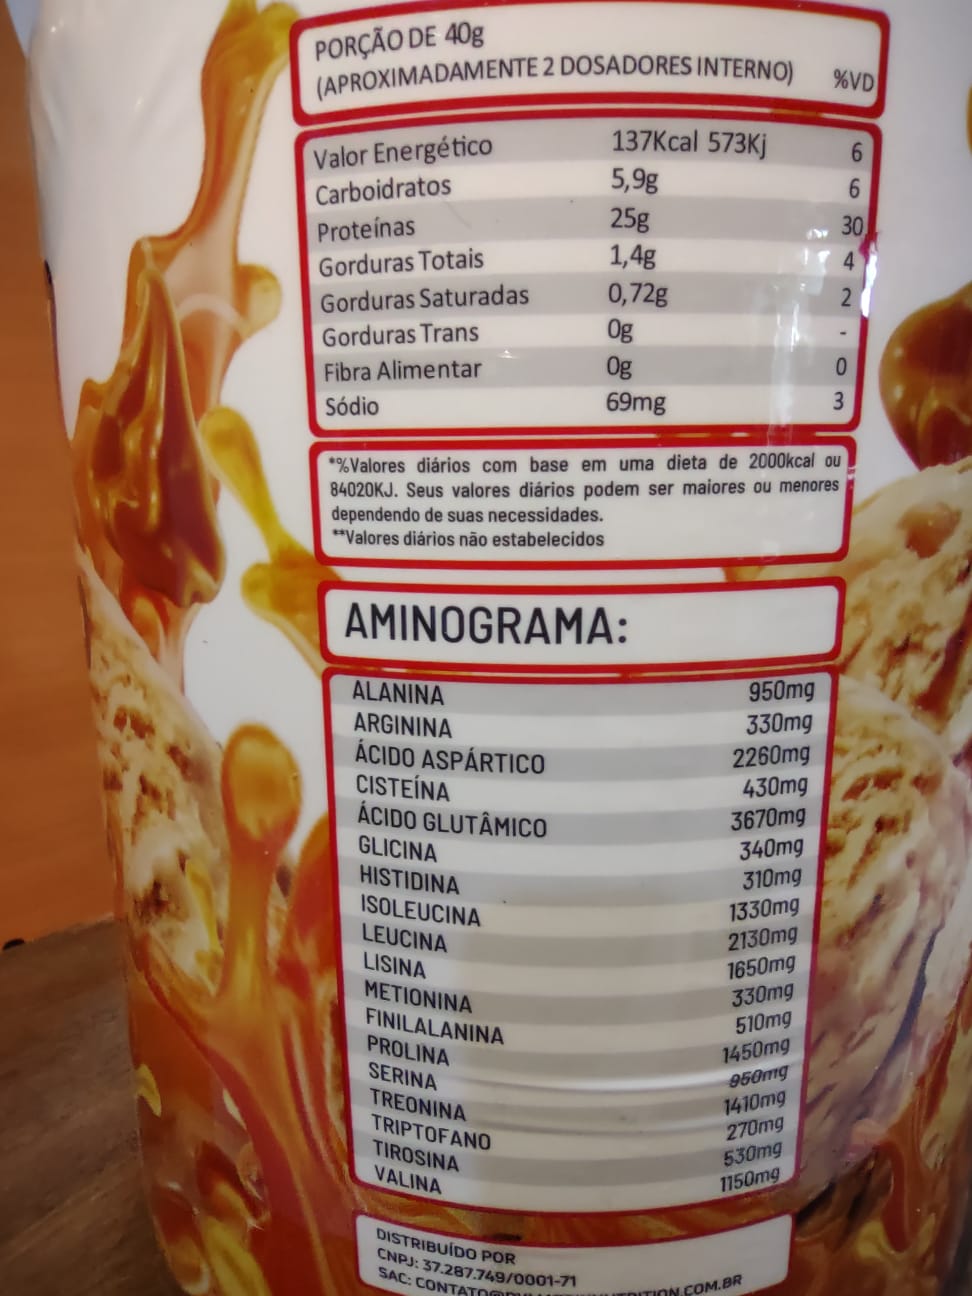 PORÇÃO DE 40g
(APROXIMADAMENTE 2 DOSADORES INTERNO) %VD
Valor Energético 137Kcal 573Kj 6
Carboidratos 5,9g 6
Proteínas 25g 30
Gorduras Totais 1,4g 4
Gorduras Saturadas 0,72g 2
Gorduras Trans 0g -
Fibra Alimentar 0g 0
Sódio 69mg 3
*%Valores diários com base em uma dieta de 2000kcal ou
84020KJ. Seus valores diários podem ser maiores ou menores
dependendo de suas necessidades.
**Valores diários não estabelecidos
AMINOGRAMA:
ALANINA 950mg
ARGININA 330mg
ÁCIDO ASPÁRTICO 2260mg
CISTEÍNA 430mg
ÁCIDO GLUTÂMICO 3670mg
GLICINA 340mg
HISTIDINA 310mg
ISOLEUCINA 1330mg
LEUCINA 2130mg
LISINA 1650mg
METIONINA 330mg
FINILALANINA 510mg
PROLINA 1450mg
SERINA 950mg
TREONINA 1410mg
TRIPTOFANO 270mg
TIROSINA 530mg
VALINA 1150mg
DISTRIBUÍDO POR
CNPJ: 37.287.749/0001-71
SAC: